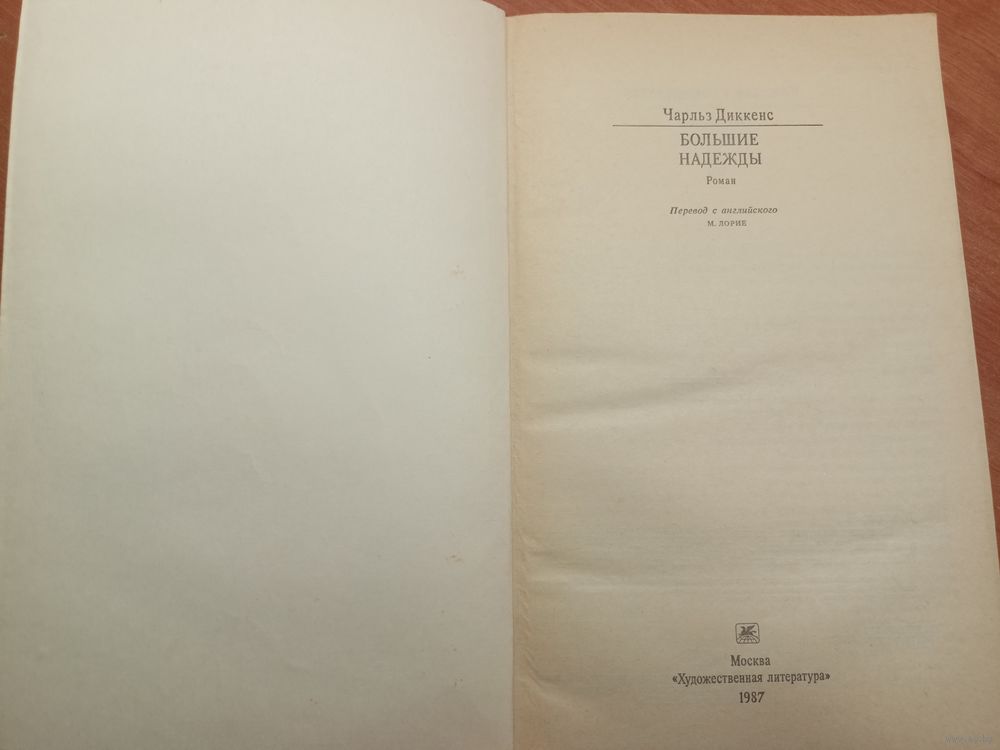 Чарльз Диккенс
БОЛЬШИЕ
НАДЕЖДЫ
Роман
Перевод с английского
М. ЛОРИЕ
Москва
«Художественная литература»
1987